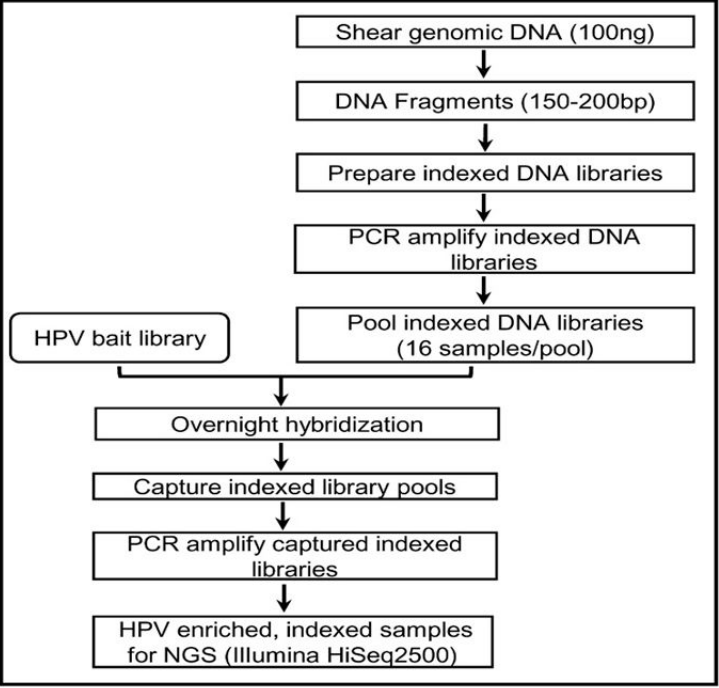 Shear genomic DNA (100ng)
DNA Fragments (150-200bp)
Prepare indexed DNA libraries
PCR amplify indexed DNA
libraries
HPV bait library
Pool indexed DNA libraries
(16 samples/pool)
Overnight hybridization
Capture indexed library pools
PCR amplify captured indexed
libraries
HPV enriched, indexed samples
for NGS (Illumina HiSeq2500)